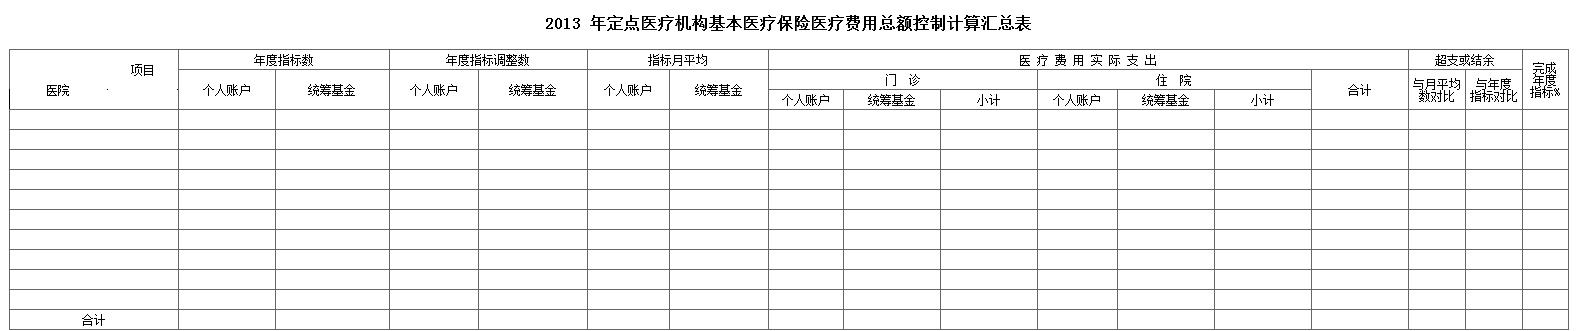 2013 年定点医疗机构基本医疗保险医疗费用总额控制计算汇总表
项目
医院
年度指标数
年度指标调整数
指标月平均
医 疗 费 用 实 际 支 出
超支或结余
完成
年度
指标%
个人账户
统筹基金
个人账户
统筹基金
个人账户
统筹基金
门 诊
住 院
合计
与月平均
数对比
与年度
指标对比
个人账户
统筹基金
小计
个人账户
统筹基金
小计
合计